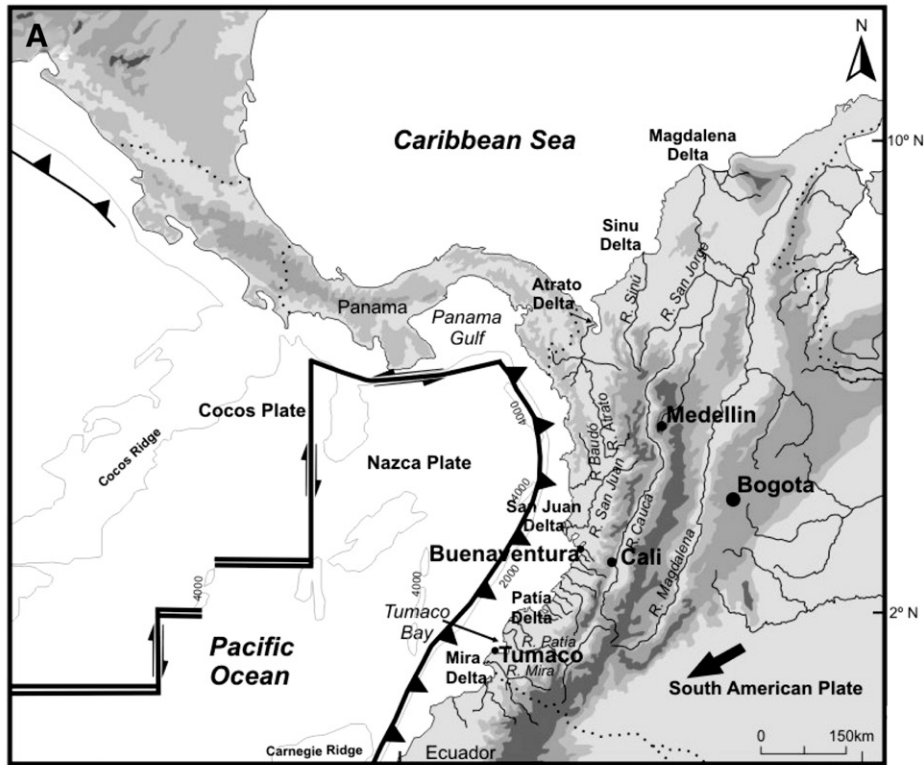 A
N
Caribbean Sea
Magdalena
Delta
10º N
Sinu
Delta
Atrato
Delta
R. Sinú
R. San Jorge
Panama
Panama
Gulf
Cocos Plate
4000
Medellin
Cocos Ridge
R Baudo
R. Atrato
Nazca Plate
Bogota
4000
San Juan
Delta
R. San Juan
R Cauca
R. Magdalena
Buenaventura
Cali
4000
4000
2000
Patía
Delta
2º N
Tumaco
Bay
R. Patía
Pacific
Ocean
Mira
Delta
Tumaco
R. Mira
South American Plate
Carnegie Ridge
Ecuador
0 150km